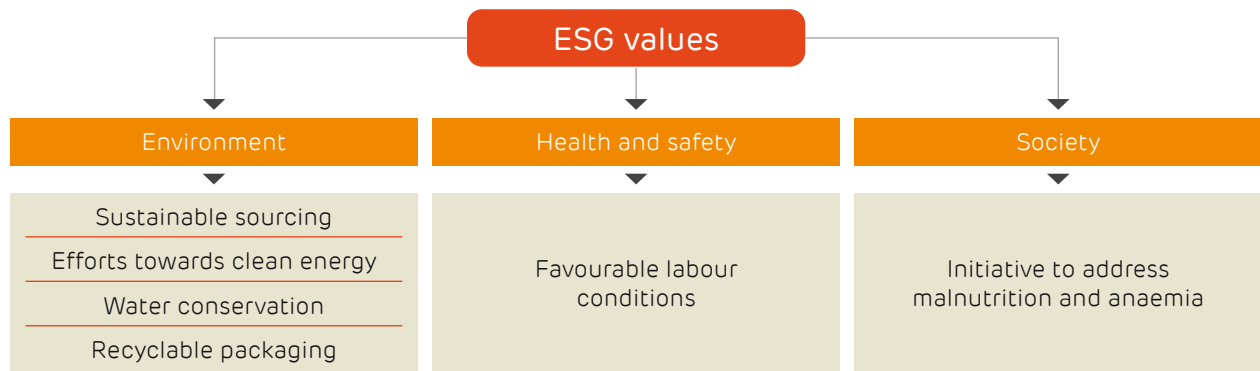 ESG values
Environment
Health and safety
Society
Sustainable sourcing
Efforts towards clean energy
Water conservation
Recyclable packaging
Favourable labour
conditions
Initiative to address
malnutrition and anaemia